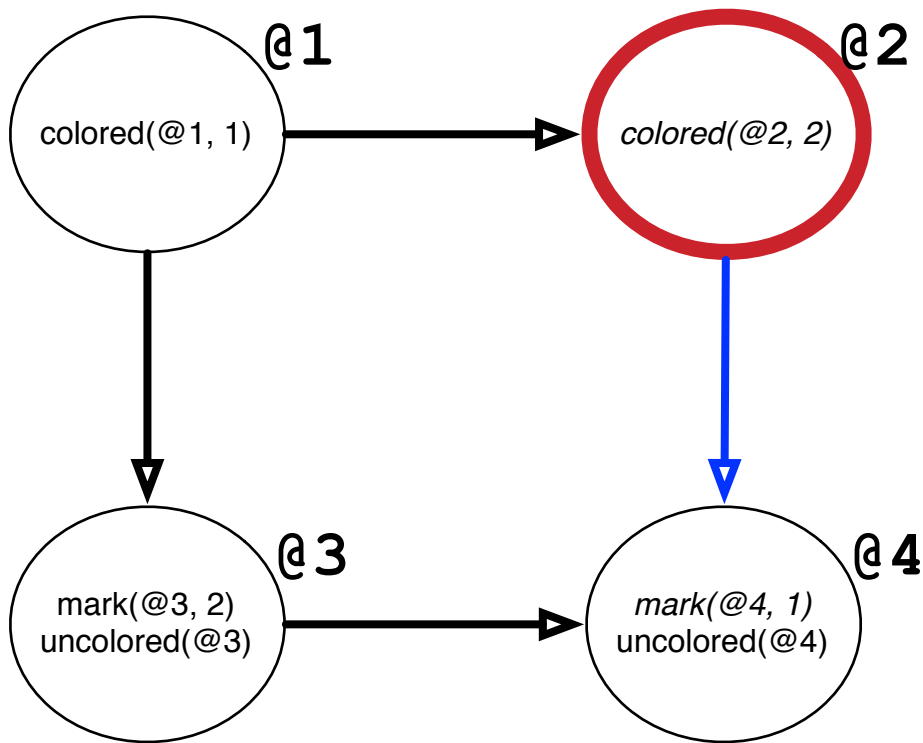 @1
@2
colored(@1, 1)
colored(@2, 2)
@3
@4
mark(@3, 2)
uncolored(@3)
mark(@4, 1)
uncolored(@4)